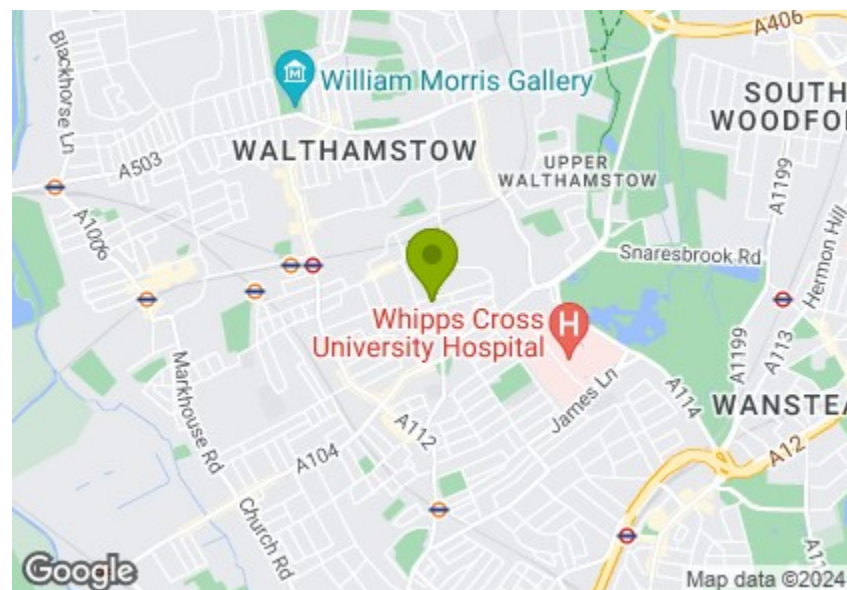 A406
Blackhorse Ln
William Morris Gallery
SOUTH
WOODFO
WALTHAMSTOW
A503
UPPER
WALTHAMSTOW
A1199
A1006
Snaresbrook Rd
Hermon Hill
Whipps Cross
University Hospital
H
A1199
A113
Markhouse Rd
James Ln
A114
WANSTEA
A112
A12
A104
Church Rd
A11
Google
Map data ©2024